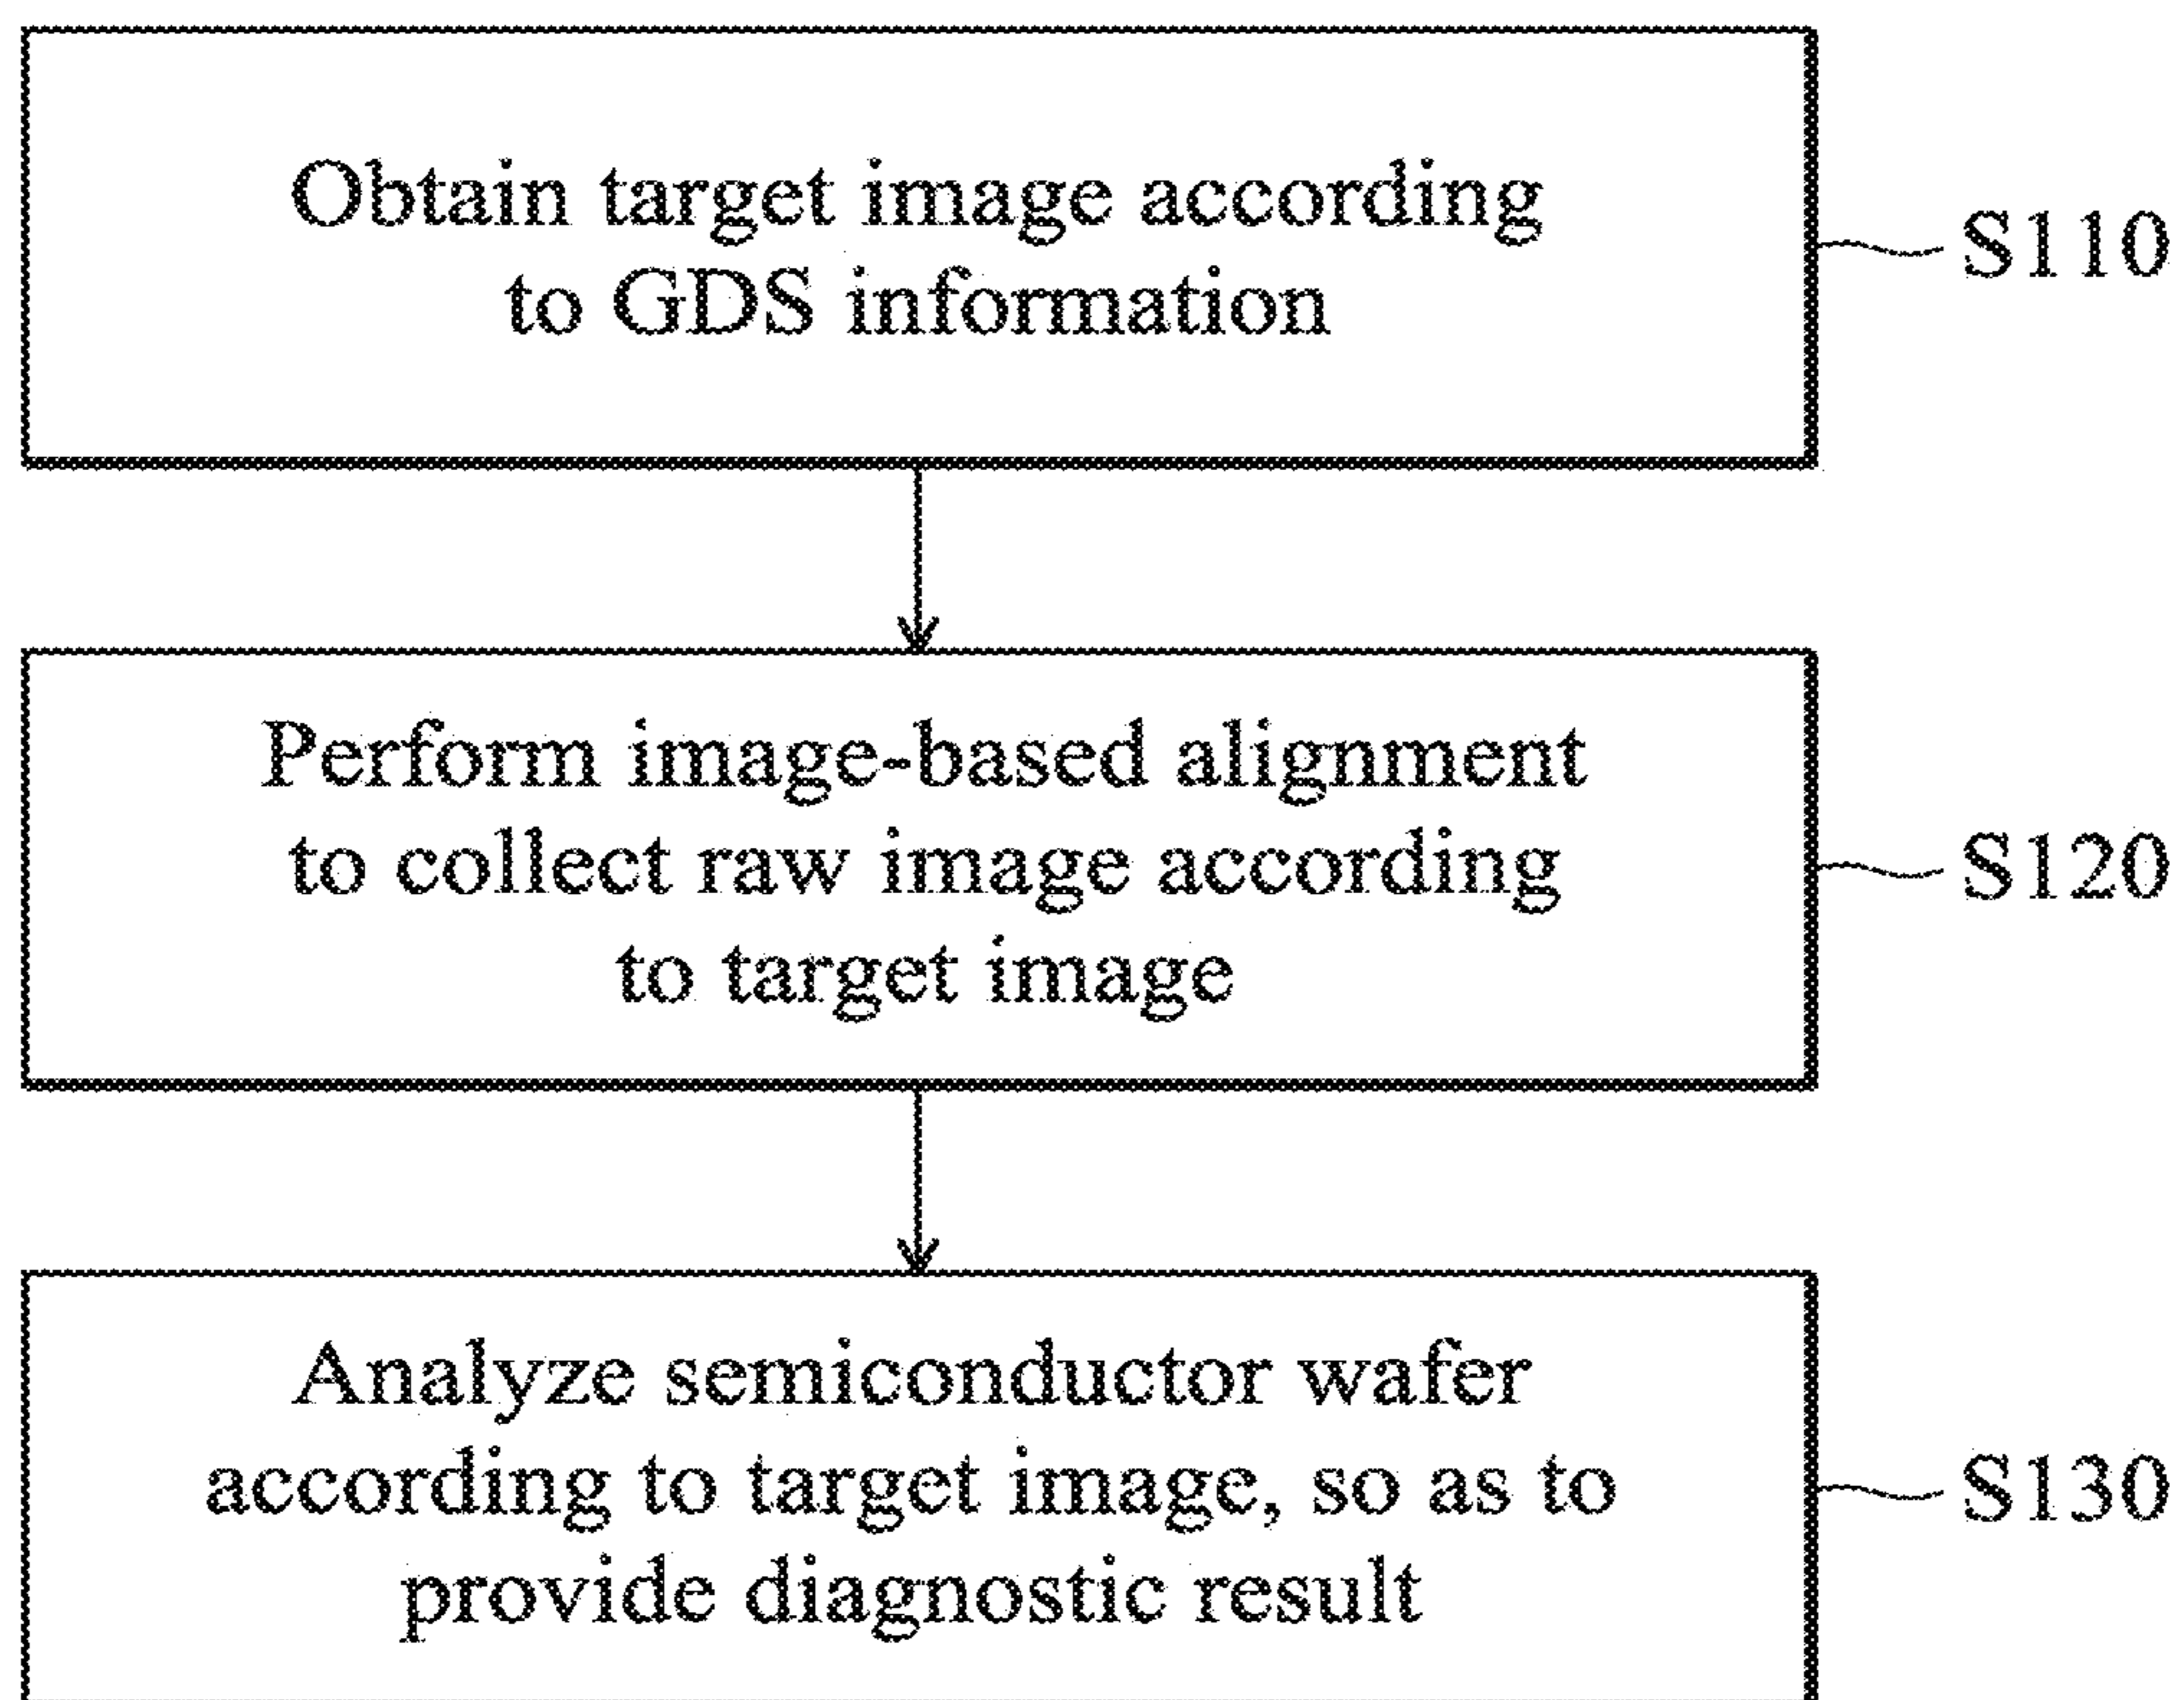 Obtain target image according
to GDS information
S110
Perform image-based alignment
to collect raw image according
to target image
S120
Analyze semiconductor wafer
according to target image, so as to
provide diagnostic result
S130